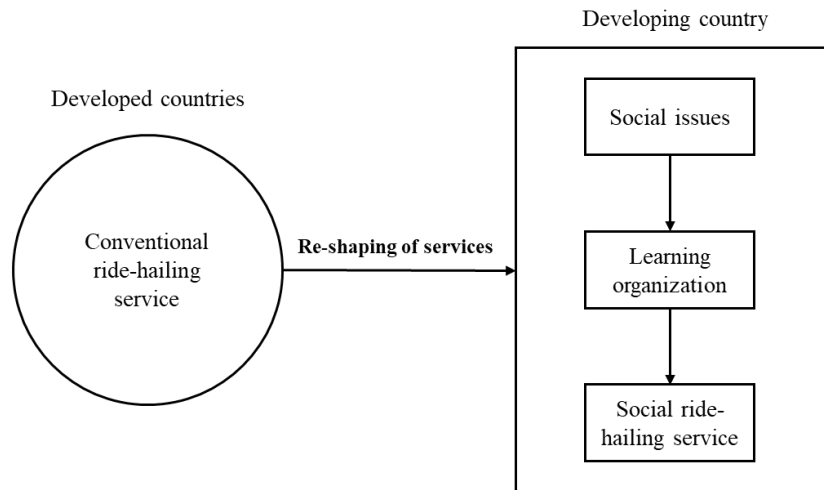 Developed countries
Conventional
ride-hailing
service
Re-shaping of services
Developing country
Social issues
Learning
organization
Social ride-
hailing service